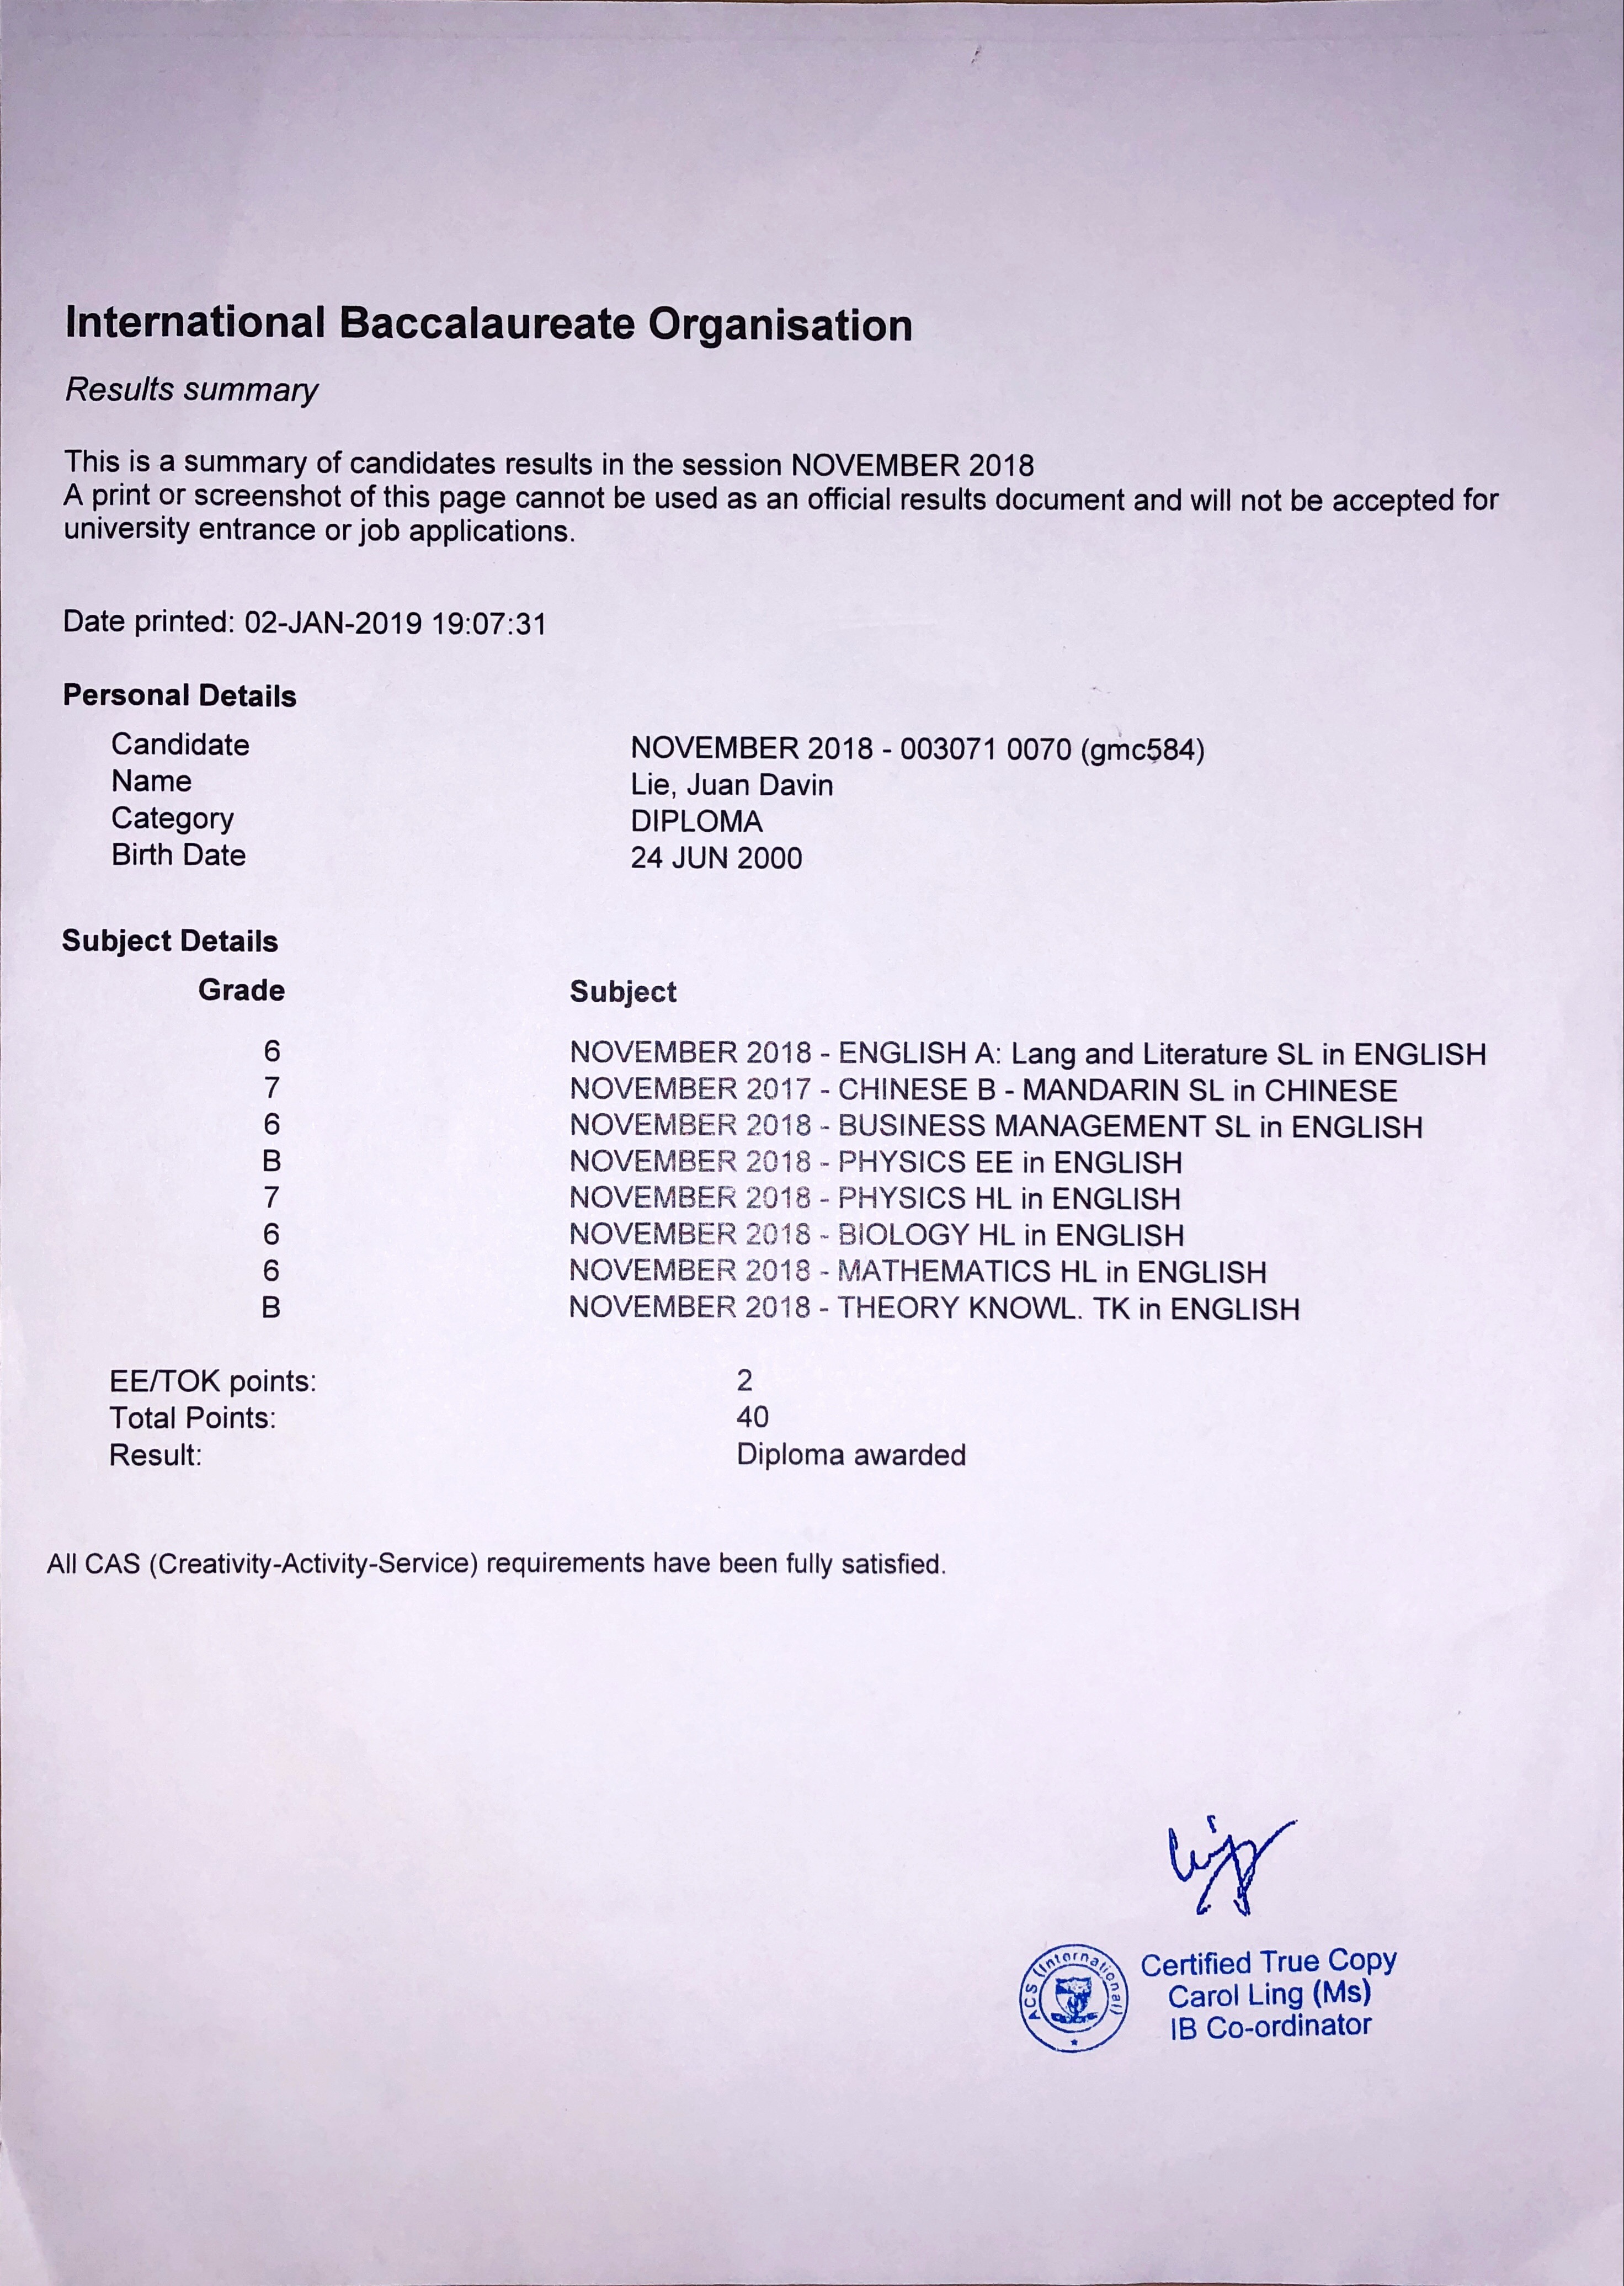 International Baccalaureate Organisation
Results summary
This is a summary of candidates results in the session NOVEMBER 2018
A print or screenshot of this page cannot be used as an official results document and will not be accepted for
university entrance or job applications.
Date printed: 02-JAN-2019 19:07:31
Personal Details
Candidate NOVEMBER 2018 - 003071 0070 (gmc584)
Name Lie, Juan Davin
Category DIPLOMA
Birth Date 24 JUN 2000
Subject Details
Grade Subject
6 NOVEMBER 2018 - ENGLISH A: Lang and Literature SL in ENGLISH
7 NOVEMBER 2017 - CHINESE B - MANDARIN SL in CHINESE
6 NOVEMBER 2018 - BUSINESS MANAGEMENT SL in ENGLISH
B NOVEMBER 2018 - PHYSICS EE in ENGLISH
7 NOVEMBER 2018 - PHYSICS HL in ENGLISH
6 NOVEMBER 2018 - BIOLOGY HL in ENGLISH
6 NOVEMBER 2018 - MATHEMATICS HL in ENGLISH
B NOVEMBER 2018 - THEORY KNOWL. TK in ENGLISH
EE/TOK points: 2
Total Points: 40
Result: Diploma awarded
All CAS (Creativity-Activity-Service) requirements have been fully satisfied.
ACS (International)
Certified True Copy
Carol Ling (Ms)
IB Co-ordinator